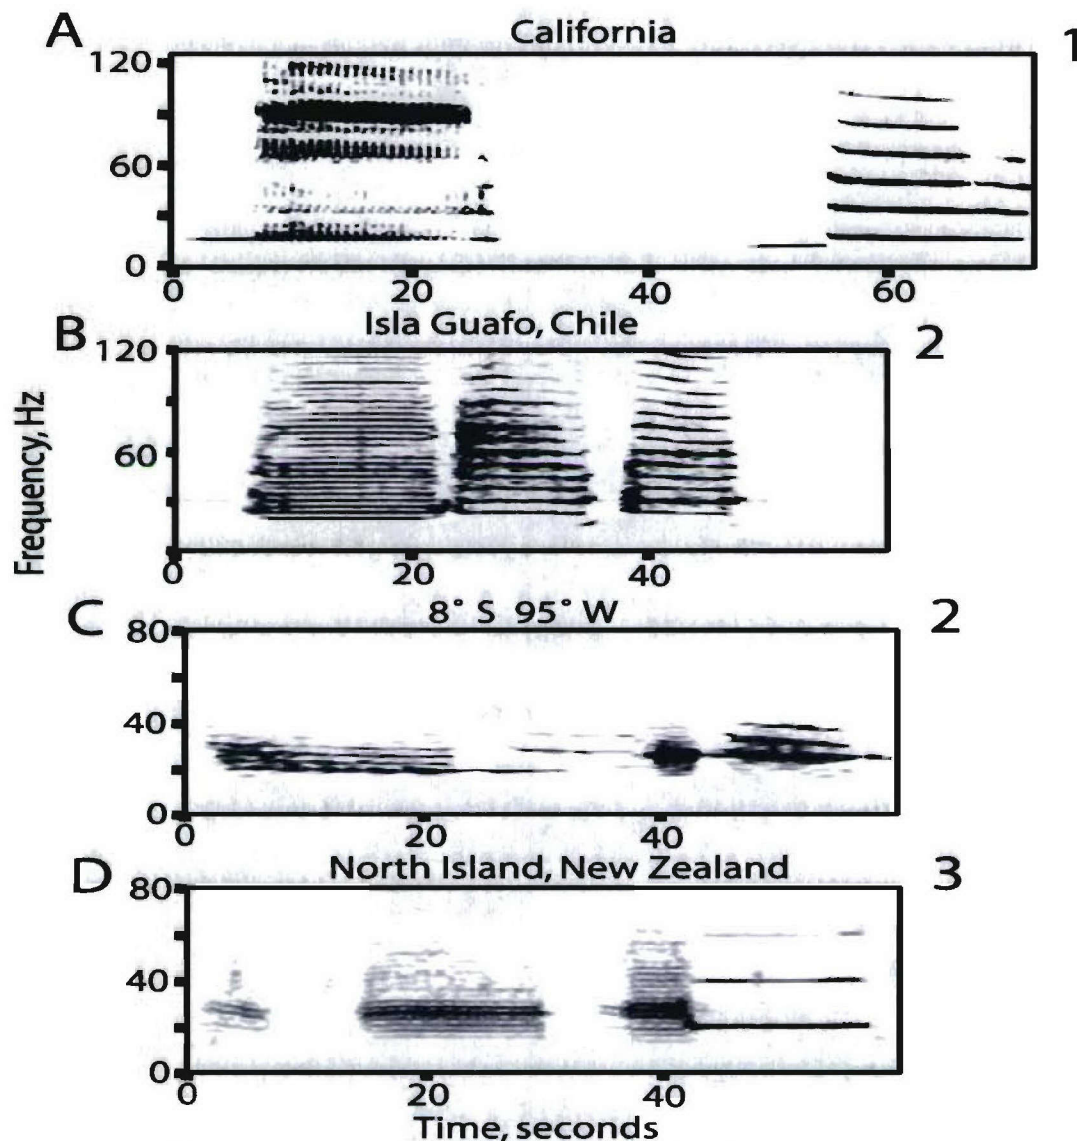 A California 1
120
60
0
0 20 40 60
B Isla Guafo, Chile 2
120
60
0 20 40
C 8° S 95° W 2
80
40
0
0 20 40
D North Island, New Zealand 3
80
40
0
0 20 40
Frequency, Hz
Time, seconds